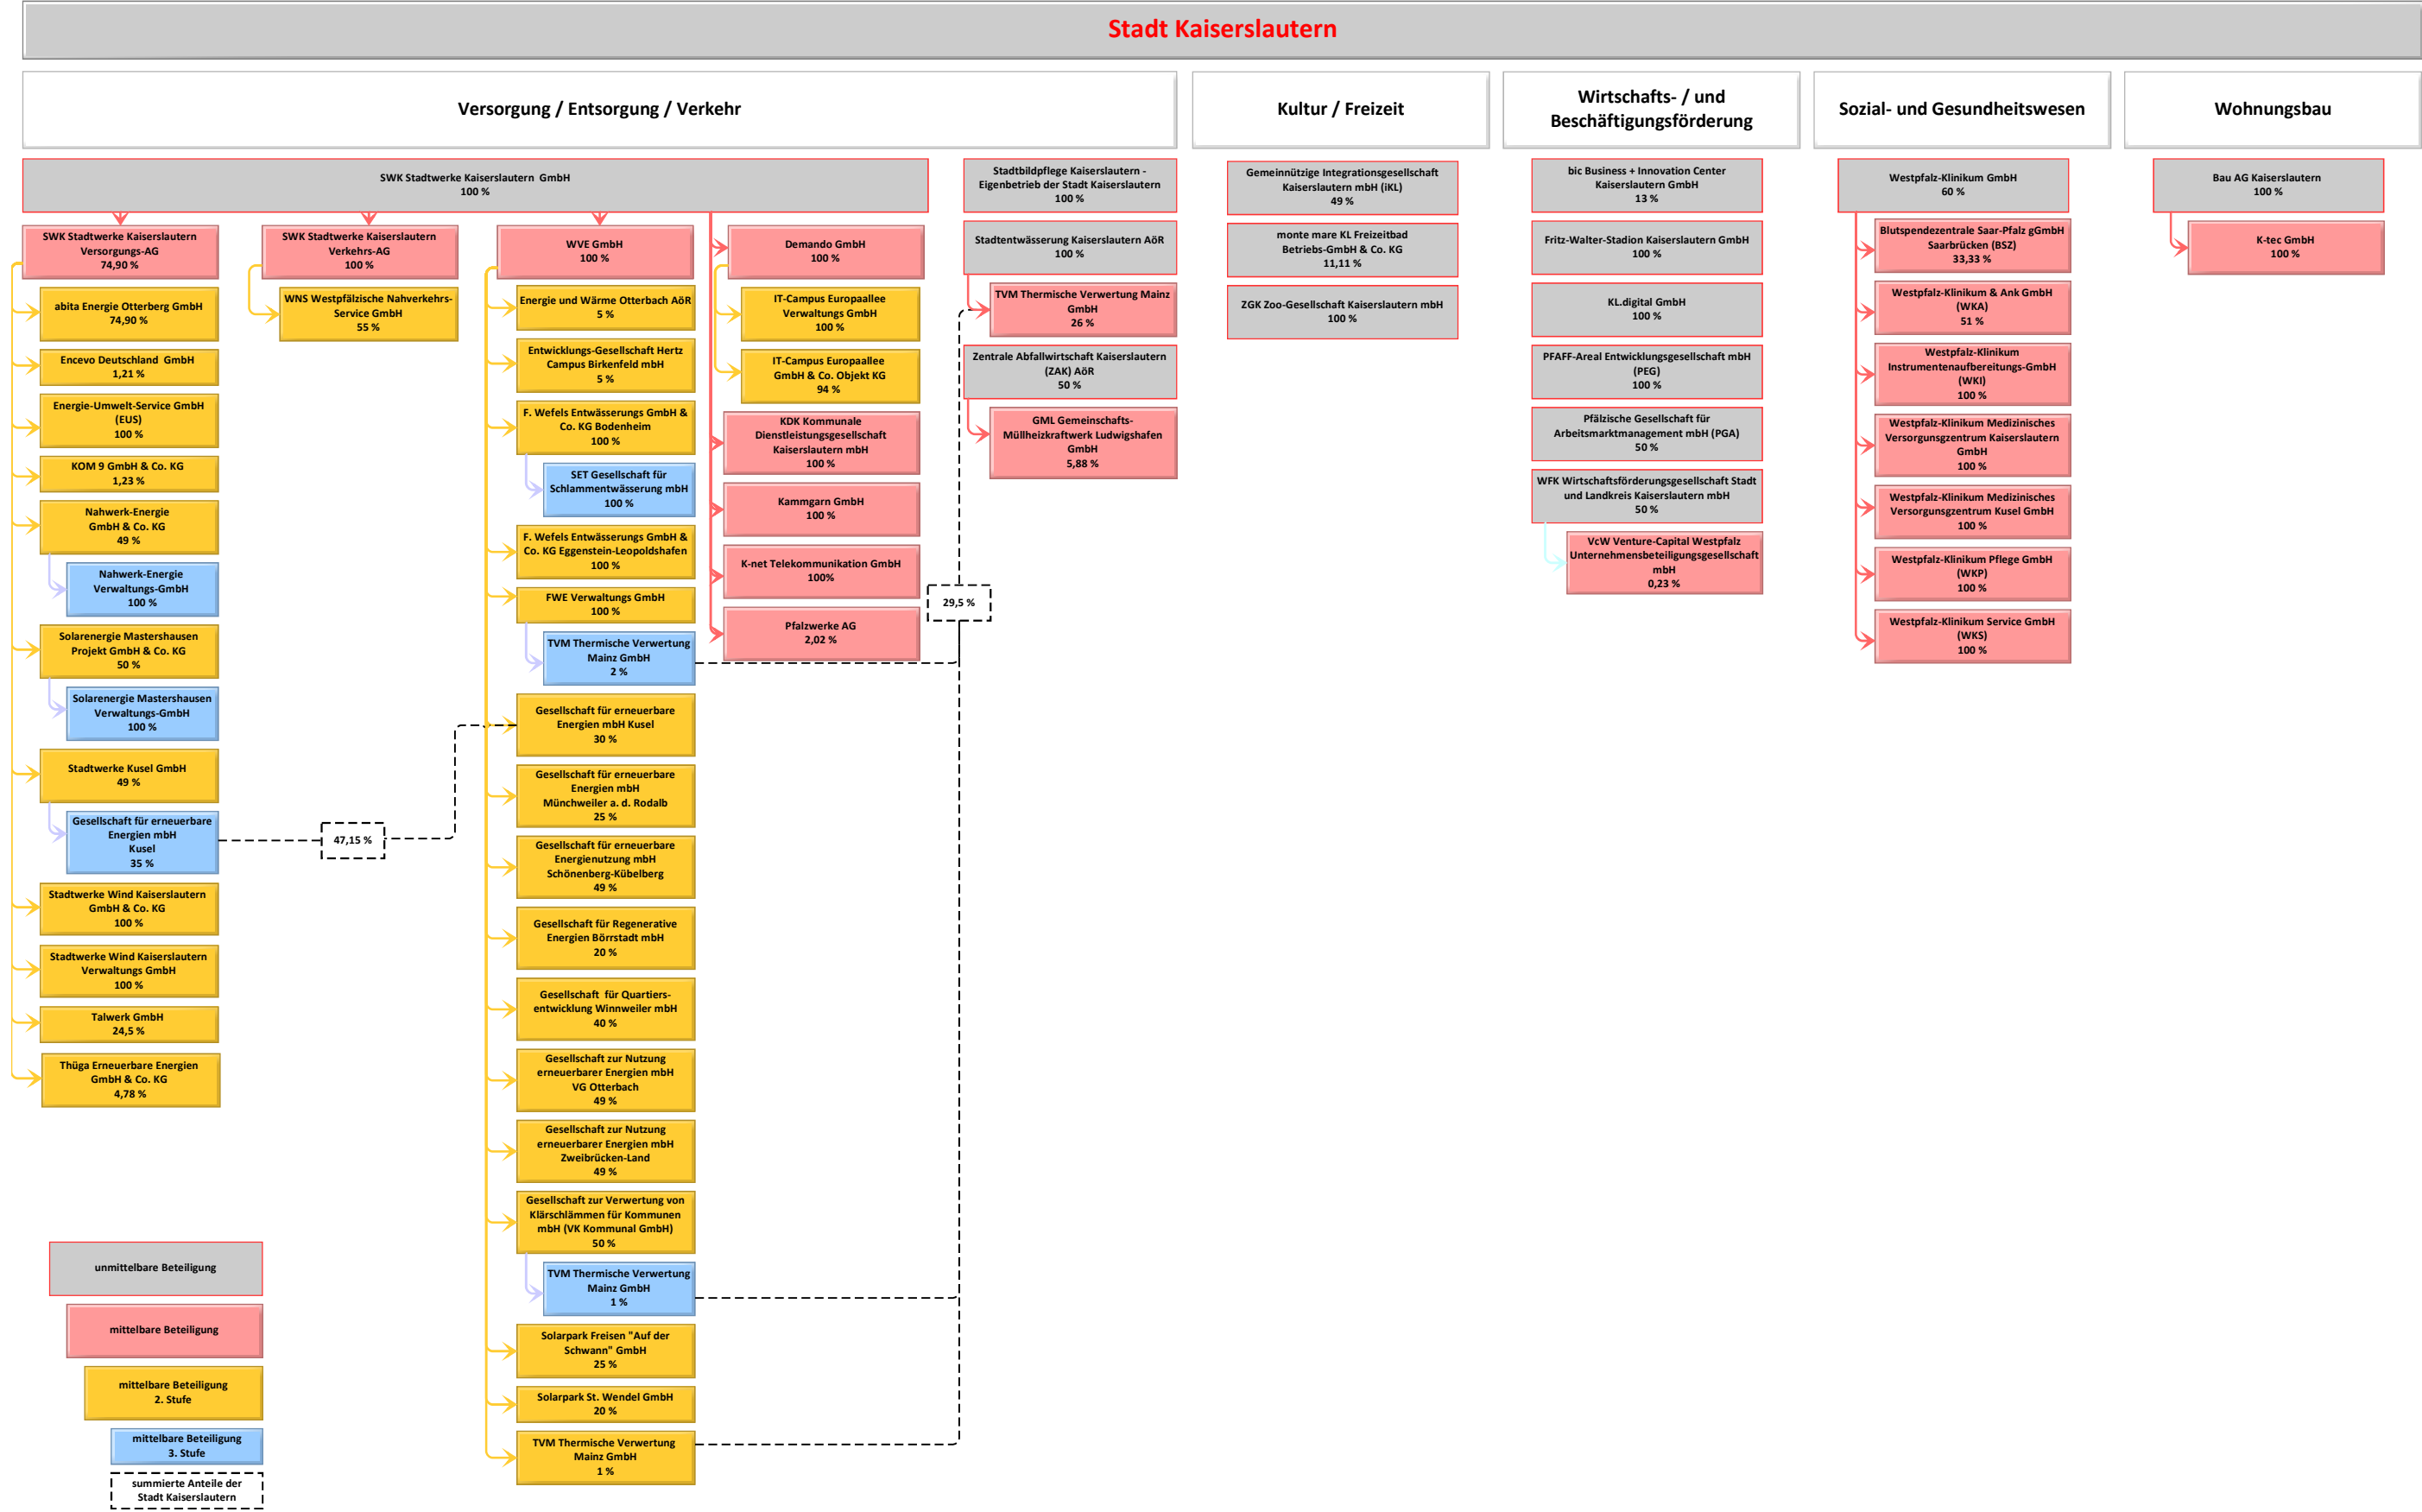 Stadt Kaiserslautern
Versorgung / Entsorgung / Verkehr
SWK Stadtwerke Kaiserslautern  GmbH
100 %
SWK Stadtwerke Kaiserslautern
Versorgungs-AG
74,90 %
abita Energie Otterberg GmbH
74,90 %
Encevo Deutschland  GmbH
1,21 %
Energie-Umwelt-Service GmbH
(EUS)
100 %
KOM 9 GmbH & Co. KG
1,23 %
Nahwerk-Energie
GmbH & Co. KG
49 %
Nahwerk-Energie
Verwaltungs-GmbH
100 %
Solarenergie Mastershausen
Projekt GmbH & Co. KG
50 %
Solarenergie Mastershausen
Verwaltungs-GmbH
100 %
Stadtwerke Kusel GmbH
49 %
Gesellschaft für erneuerbare
Energien mbH
Kusel
35 %
Stadtwerke Wind Kaiserslautern
GmbH & Co. KG
100 %
Stadtwerke Wind Kaiserslautern
Verwaltungs GmbH
100 %
Talwerk GmbH
24,5 %
Thüga Erneuerbare Energien
GmbH & Co. KG
4,78 %
SWK Stadtwerke Kaiserslautern
Verkehrs-AG
100 %
WNS Westpfälzische Nahverkehrs-
Service GmbH
55 %
47,15 %
WVE GmbH
100 %
Energie und Wärme Otterbach AöR
5 %
Entwicklungs-Gesellschaft Hertz
Campus Birkenfeld mbH
5 %
F. Wefels Entwässerungs GmbH &
Co. KG Bodenheim
100 %
SET Gesellschaft für
Schlammentwässerung mbH
100 %
F. Wefels Entwässerungs GmbH &
Co. KG Eggenstein-Leopoldshafen
100 %
FWE Verwaltungs GmbH
100 %
TVM Thermische Verwertung
Mainz GmbH
2 %
Gesellschaft für erneuerbare
Energien mbH Kusel
30 %
Gesellschaft für erneuerbare
Energien mbH
Münchweiler a. d. Rodalb
25 %
Gesellschaft für erneuerbare
Energienutzung mbH
Schönenberg-Kübelberg
49 %
Gesellschaft für Regenerative
Energien Börrstadt mbH
20 %
Gesellschaft  für Quartiers-
entwicklung Winnweiler mbH
40 %
Gesellschaft zur Nutzung
erneuerbarer Energien mbH
VG Otterbach
49 %
Gesellschaft zur Nutzung
erneuerbarer Energien mbH
Zweibrücken-Land
49 %
Gesellschaft zur Verwertung von
Klärschlämmen für Kommunen
mbH (VK Kommunal GmbH)
50 %
TVM Thermische Verwertung
Mainz GmbH
1 %
Solarpark Freisen "Auf der
Schwann" GmbH
25 %
Solarpark St. Wendel GmbH
20 %
TVM Thermische Verwertung
Mainz GmbH
1 %
Demando GmbH
100 %
IT-Campus Europaallee
Verwaltungs GmbH
100 %
IT-Campus Europaallee
GmbH & Co. Objekt KG
94 %
KDK Kommunale
Dienstleistungsgesellschaft
Kaiserslautern mbH
100 %
Kammgarn GmbH
100 %
K-net Telekommunikation GmbH
100%
Pfalzwerke AG
2,02 %
29,5 %
Stadtbildpflege Kaiserslautern -
Eigenbetrieb der Stadt Kaiserslautern
100 %
Stadtentwässerung Kaiserslautern AöR
100 %
TVM Thermische Verwertung Mainz
GmbH
26 %
Zentrale Abfallwirtschaft Kaiserslautern
(ZAK) AöR
50 %
GML Gemeinschafts-
Müllheizkraftwerk Ludwigshafen
GmbH
5,88 %
Kultur / Freizeit
Gemeinnützige Integrationsgesellschaft
Kaiserslautern mbH (iKL)
49 %
monte mare KL Freizeitbad
Betriebs-GmbH & Co. KG
11,11 %
ZGK Zoo-Gesellschaft Kaiserslautern mbH
100 %
Wirtschafts- / und
Beschäftigungsförderung
bic Business + Innovation Center
Kaiserslautern GmbH
13 %
Fritz-Walter-Stadion Kaiserslautern GmbH
100 %
KL.digital GmbH
100 %
PFAFF-Areal Entwicklungsgesellschaft mbH
(PEG)
100 %
Pfälzische Gesellschaft für
Arbeitsmarktmanagement mbH (PGA)
50 %
WFK Wirtschaftsförderungsgesellschaft Stadt
und Landkreis Kaiserslautern mbH
50 %
VcW Venture-Capital Westpfalz
Unternehmensbeteiligungsgesellschaft
mbH
0,23 %
Sozial- und Gesundheitswesen
Westpfalz-Klinikum GmbH
60 %
Blutspendezentrale Saar-Pfalz gGmbH
Saarbrücken (BSZ)
33,33 %
Westpfalz-Klinikum & Ank GmbH
(WKA)
51 %
Westpfalz-Klinikum
Instrumentenaufbereitungs-GmbH
(WKI)
100 %
Westpfalz-Klinikum Medizinisches
Versorgungszentrum Kaiserslautern
GmbH
100 %
Westpfalz-Klinikum Medizinisches
Versorgunsgzentrum Kusel GmbH
100 %
Westpfalz-Klinikum Pflege GmbH
(WKP)
100 %
Westpfalz-Klinikum Service GmbH
(WKS)
100 %
Wohnungsbau
Bau AG Kaiserslautern
100 %
K-tec GmbH
100 %
unmittelbare Beteiligung
mittelbare Beteiligung
mittelbare Beteiligung
2. Stufe
mittelbare Beteiligung
3. Stufe
summierte Anteile der
Stadt Kaiserslautern